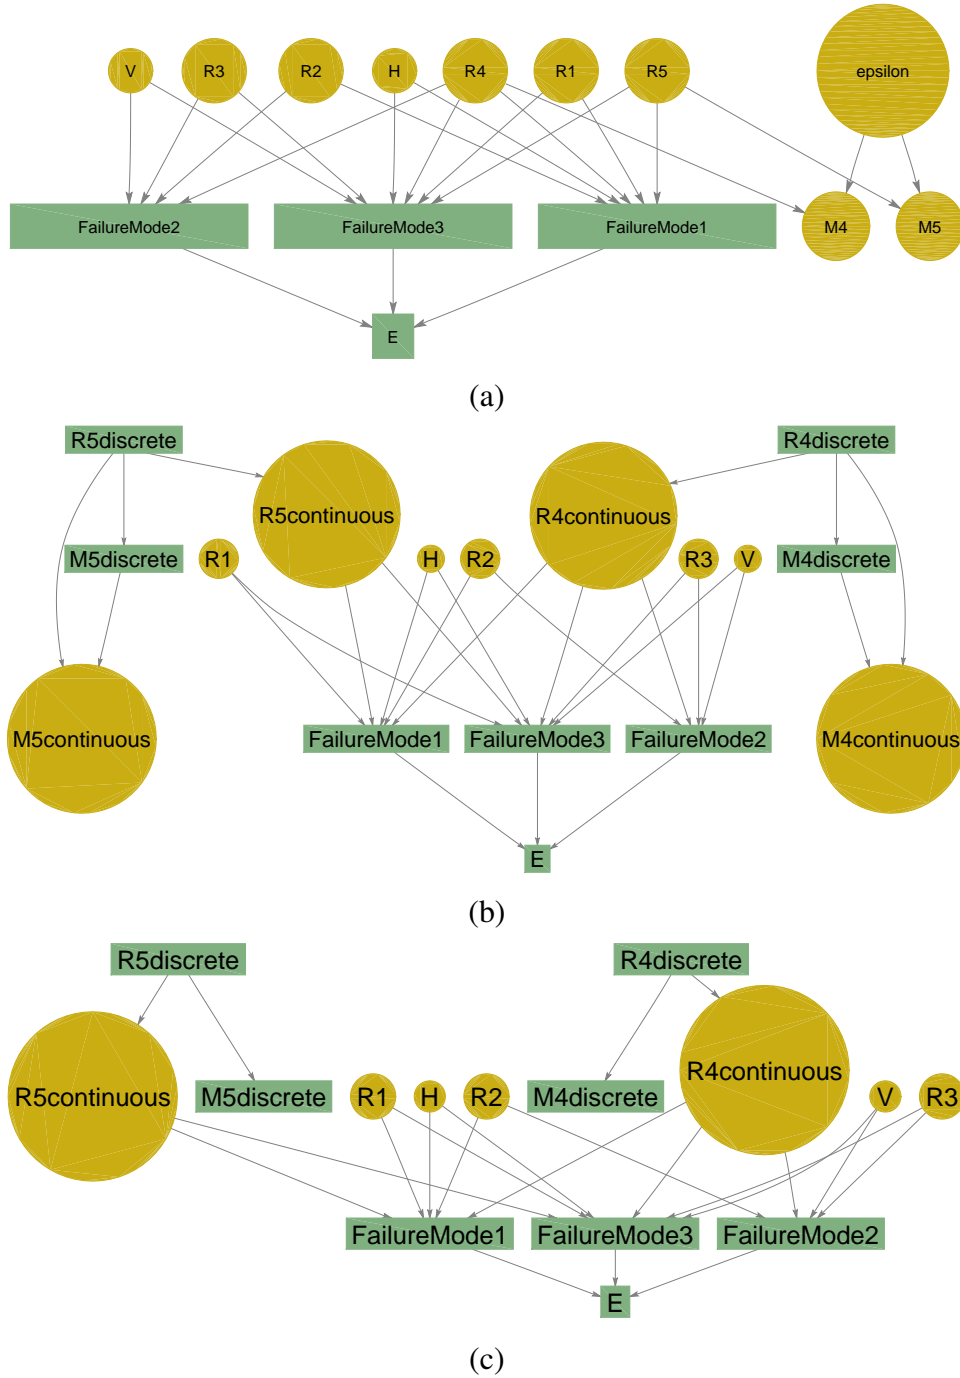 V R3 R2 H R4 R1 R5 epsilon
FailureMode2 FailureMode3 FailureMode1 M4 M5
E
(a)
R5discrete R4discrete
R5continuous R4continuous
M5discrete R1 H R2 R3 V M4discrete
M5continuous FailureMode1 FailureMode3 FailureMode2 M4continuous
E
(b)
R5discrete R4discrete
R5continuous M5discrete R1 H R2 M4discrete R4continuous V R3
FailureMode1 FailureMode3 FailureMode2
E
(c)